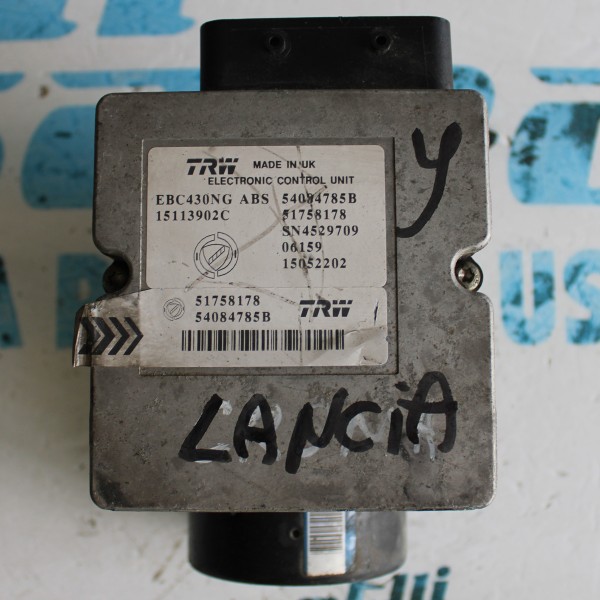 TRW MADE IN UK
ELECTRONIC CONTROL UNIT
EBC430NG ABS 54084785B
15113902C 51758178
SN4529709
06159
15052202
51758178 TRW
54084785B
Y
LANCiA